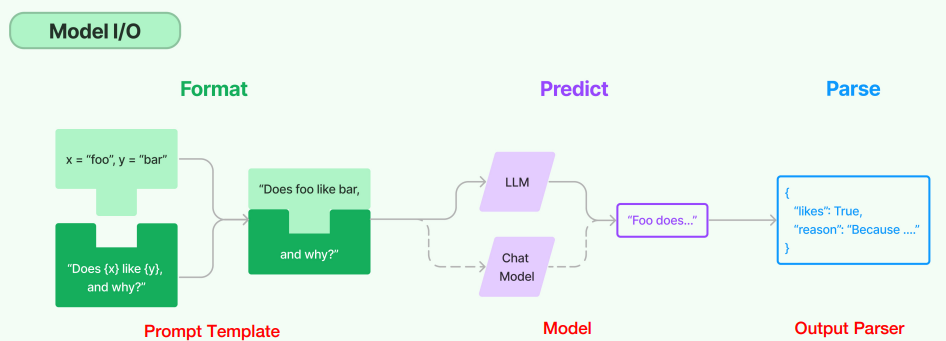 Model I/O
Format
Predict
Parse
x = “foo”, y = “bar”
“Does {x} like {y},
and why?”
“Does foo like bar,
and why?”
LLM
Chat
Model
“Foo does...”
{
“likes”: True,
“reason”: “Because ....”
}
Prompt Template
Model
Output Parser